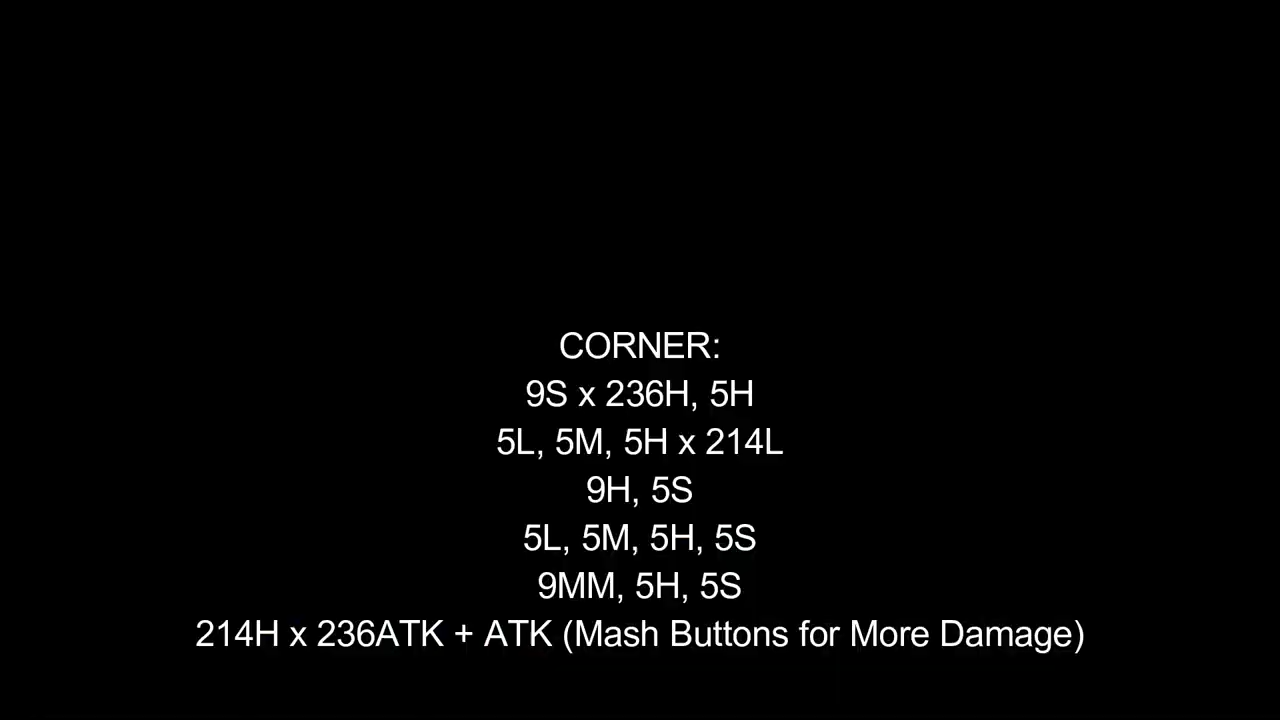 CORNER:
9S x 236H, 5H
5L, 5M, 5H x 214L
9H, 5S
5L, 5M, 5H, 5S
9MM, 5H, 5S
214H x 236ATK + ATK (Mash Buttons for More Damage)